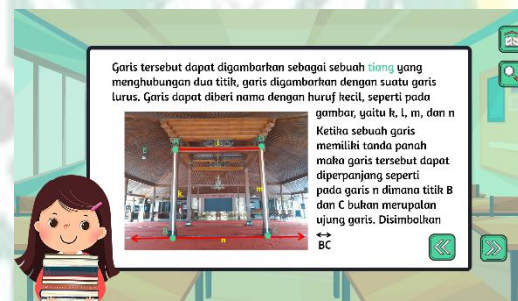 Garis tersebut dapat digambarkan sebagai sebuah tiang yang
menghubungan dua titik, garis digambarkan dengan suatu garis
lurus. Garis dapat diberi nama dengan huruf kecil, seperti pada
gambar, yaitu k, l, m, dan n
Ketika sebuah garis
memiliki tanda panah
maka garis tersebut dapat
diperpanjang seperti
pada garis n dimana titik B
dan C bukan merupalan
ujung garis. Disimbolkan
BC
k
m
B
n